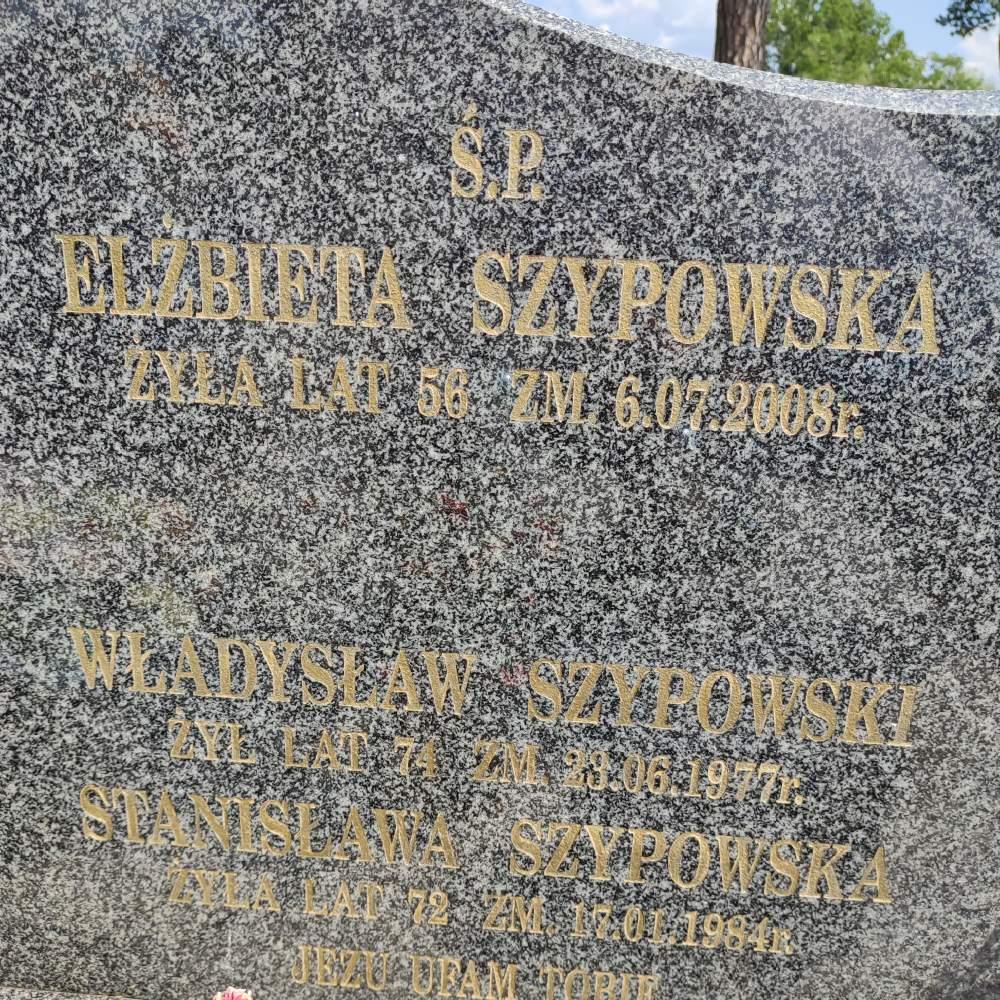 Ś.P.
ELŻBIETA SZYPOWSKA
ŻYŁA LAT 56 ZM. 6.07.2008r.
WŁADYSŁAW SZYPOWSKI
ŻYŁ LAT 74 ZM. 23.06.1977r.
STANISŁAWA SZYPOWSKA
ŻYŁA LAT 72 ZM. 17.01.1984r.
JEZU UFAM TOBIE